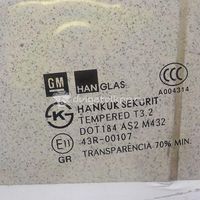 GM HANGLAS CCC
A004314
HANKUK SEKURIT
TEMPERED T3.2
DOT184 AS2 M432
E11 43R-00107
GR TRANSPARÊNCIA 70% MIN.